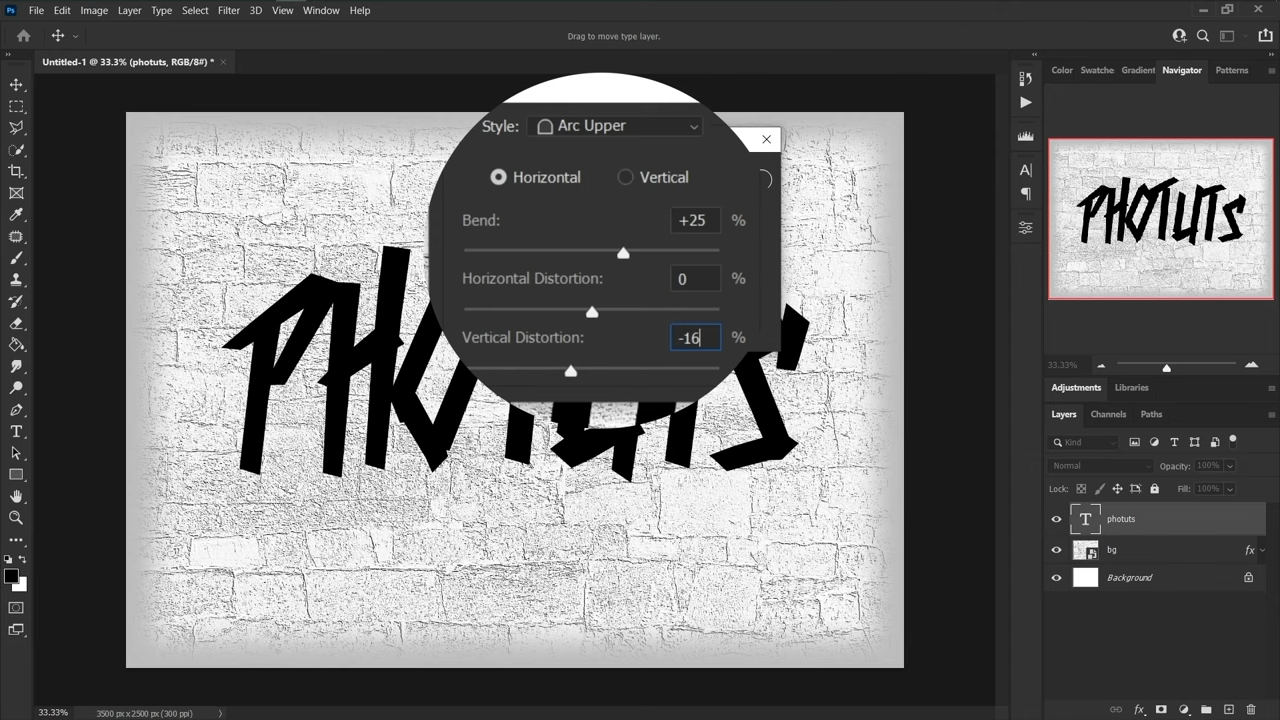 Ps File Edit Image Layer Type Select Filter 3D View Window Help
Drag to move type layer.
Untitled-1 @ 33.3% (photuts, RGB/8#) *
Style: Arc Upper
Horizontal Vertical
Bend: +25 %
Horizontal Distortion: 0 %
Vertical Distortion: -16 %
PHOTUTS
33.33% 3500 px x 2500 px (300 ppi)
Color Swatche Gradient Navigator Patterns
PHOTUTS
33.33%
Adjustments Libraries
Layers Channels Paths
Kind
Normal Opacity: 100%
Lock: Fill: 100%
T photuts
bg fx
Background
fx